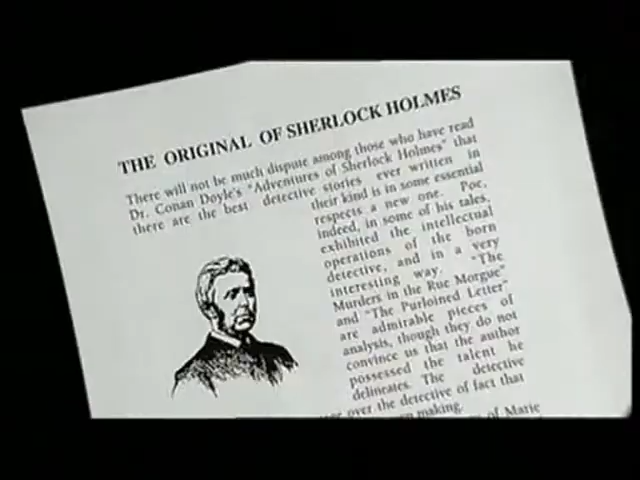 THE ORIGINAL OF SHERLOCK HOLMES
There will not be much dispute among those who have read
Dr. Conan Doyle's "Adventures of Sherlock Holmes" that
there are the best detective stories ever written in
their kind is in some essential
respects a new one. Poe,
indeed, in some of his tales,
exhibited the intellectual
operations of the born
detective, and in a very
interesting way. "The
Murders in the Rue Morgue"
and "The Purloined Letter"
are admirable pieces of
analysis, though they do not
convince us that the author
possessed the talent he
delineates. The detective
over the detective of fact that
making.
of Marie